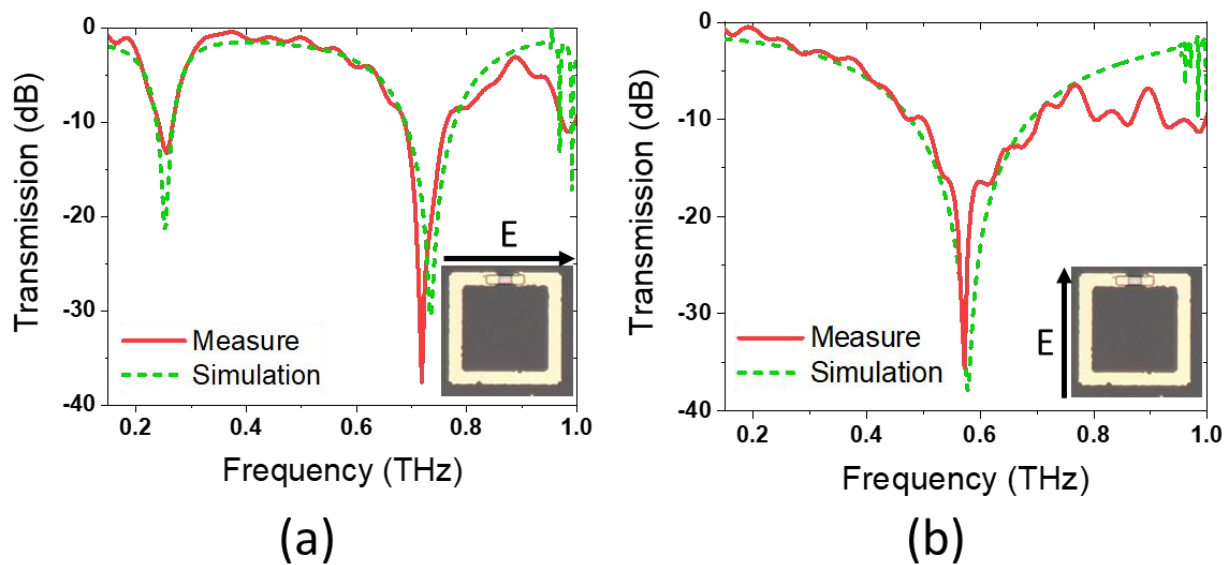 0
-10
-20
-30
-40
Transmission (dB)
E
Measure
Simulation
0.2
0.4
0.6
0.8
1.0
Frequency (THz)
(a)
0
-10
-20
-30
-40
Transmission (dB)
E
Measure
Simulation
0.2
0.4
0.6
0.8
1.0
Frequency (THz)
(b)